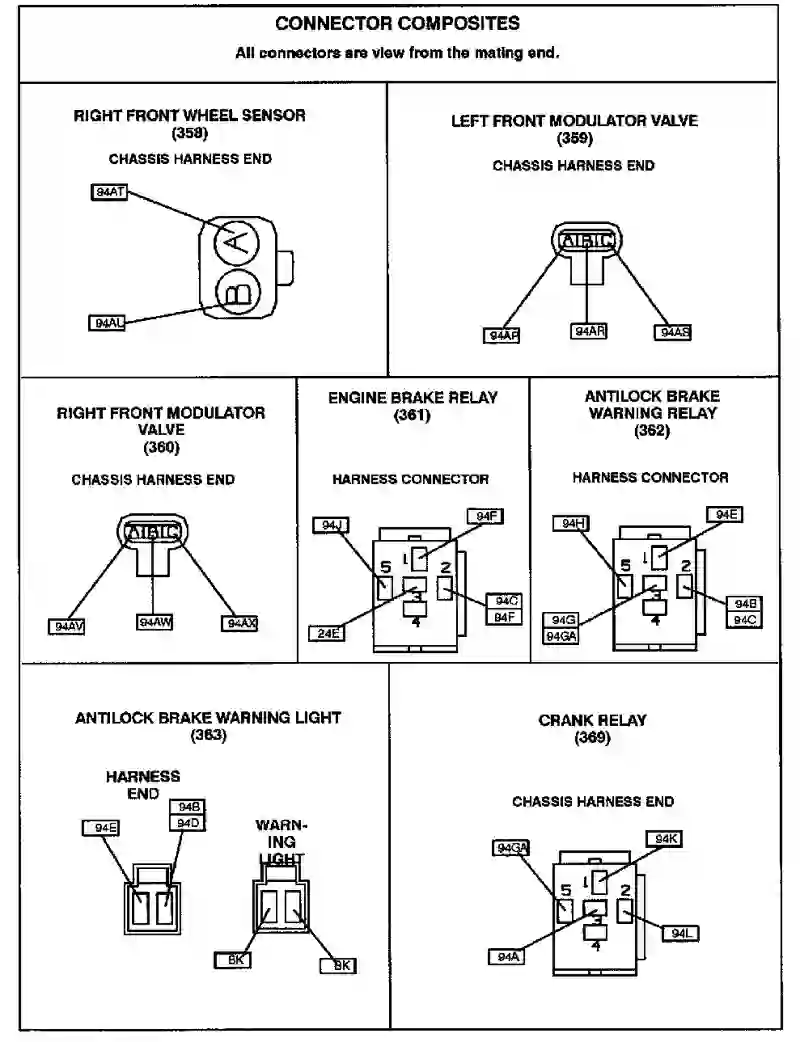 CONNECTOR COMPOSITES
All connectors are view from the mating end.
RIGHT FRONT WHEEL SENSOR
(358)
CHASSIS HARNESS END
94AT
A
B
94AU
LEFT FRONT MODULATOR VALVE
(359)
CHASSIS HARNESS END
A B C
94AP
94AR
94AS
RIGHT FRONT MODULATOR
VALVE
(360)
CHASSIS HARNESS END
A B C
94AV
94AW
94AX
ENGINE BRAKE RELAY
(361)
HARNESS CONNECTOR
94J
94F
1
5
2
3
4
94C
84F
24E
ANTILOCK BRAKE
WARNING RELAY
(362)
HARNESS CONNECTOR
94H
94E
1
5
2
3
4
94B
94C
94G
94GA
ANTILOCK BRAKE WARNING LIGHT
(363)
HARNESS
END
94E
94B
94D
WARN-
ING
LIGHT
BK
BK
CRANK RELAY
(369)
CHASSIS HARNESS END
94GA
94K
1
5
2
3
4
94L
94A